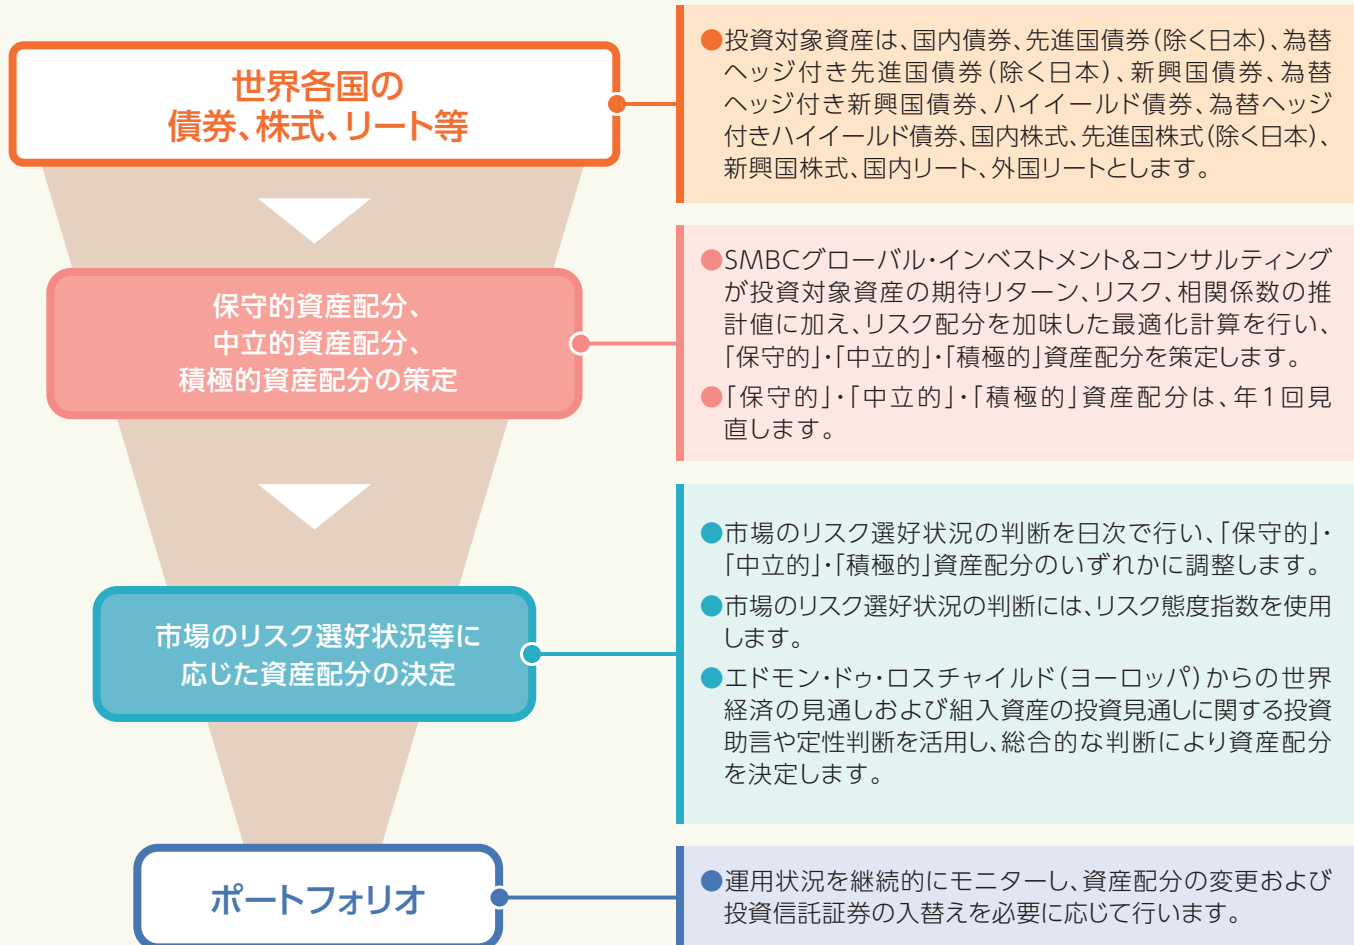 世界各国の
債券、株式、リート等
●投資対象資産は、国内債券、先進国債券(除く日本)、為替
ヘッジ付き先進国債券(除く日本)、新興国債券、為替
ヘッジ付き新興国債券、ハイイールド債券、為替ヘッジ
付きハイイールド債券、国内株式、先進国株式(除く日本)、
新興国株式、国内リート、外国リートとします。
保守的資産配分、
中立的資産配分、
積極的資産配分の策定
●SMBCグローバル・インベストメント&コンサルティング
が投資対象資産の期待リターン、リスク、相関係数の推
計値に加え、リスク配分を加味した最適化計算を行い、
「保守的」・「中立的」・「積極的」資産配分を策定します。
●「保守的」・「中立的」・「積極的」資産配分は、年1回見
直します。
市場のリスク選好状況等に
応じた資産配分の決定
●市場のリスク選好状況の判断を日次で行い、「保守的」・
「中立的」・「積極的」資産配分のいずれかに調整します。
●市場のリスク選好状況の判断には、リスク態度指数を使用
します。
●エドモン・ドゥ・ロスチャイルド(ヨーロッパ)からの世界
経済の見通しおよび組入資産の投資見通しに関する投資
助言や定性判断を活用し、総合的な判断により資産配分
を決定します。
ポートフォリオ
●運用状況を継続的にモニターし、資産配分の変更および
投資信託証券の入替えを必要に応じて行います。